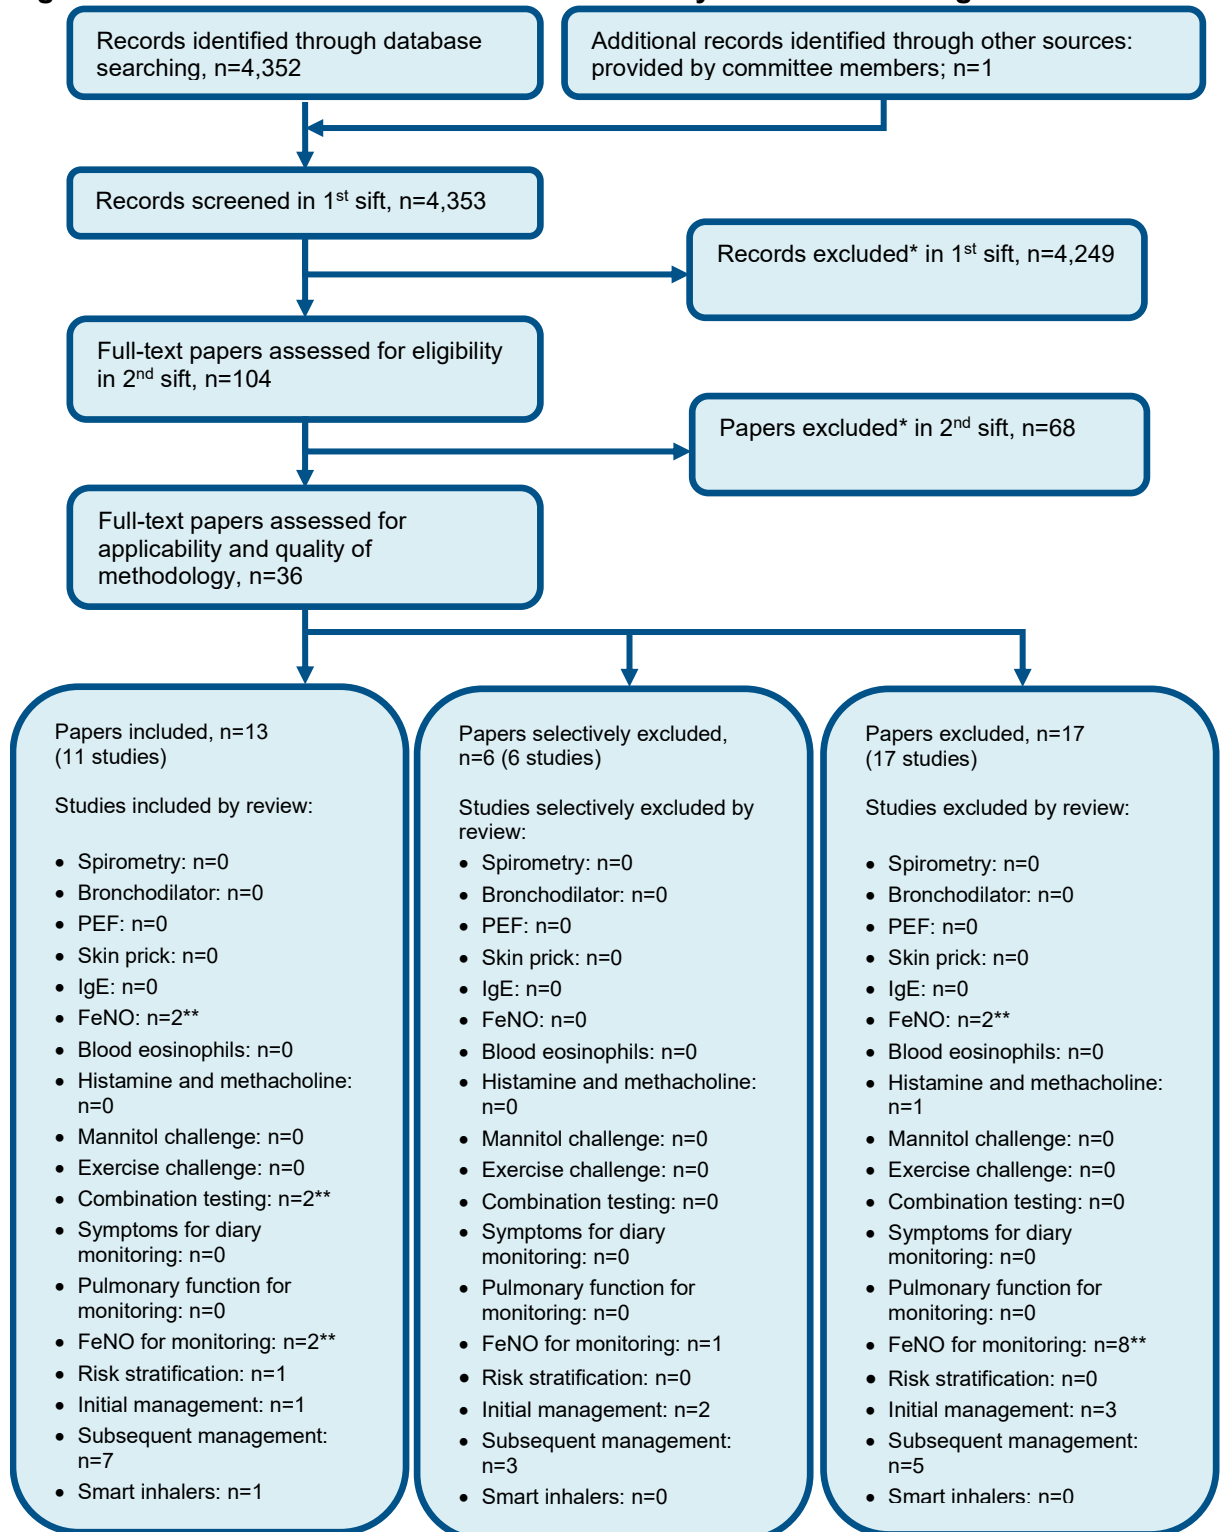 Records identified through database
searching, n=4,352
Additional records identified through other sources:
provided by committee members; n=1
Records screened in 1st sift, n=4,353
Records excluded* in 1st sift, n=4,249
Full-text papers assessed for eligibility
in 2nd sift, n=104
Papers excluded* in 2nd sift, n=68
Full-text papers assessed for
applicability and quality of
methodology, n=36
Papers included, n=13
(11 studies)
Studies included by review:
• Spirometry: n=0
• Bronchodilator: n=0
• PEF: n=0
• Skin prick: n=0
• IgE: n=0
• FeNO: n=2**
• Blood eosinophils: n=0
• Histamine and methacholine:
n=0
• Mannitol challenge: n=0
• Exercise challenge: n=0
• Combination testing: n=2**
• Symptoms for diary
monitoring: n=0
• Pulmonary function for
monitoring: n=0
• FeNO for monitoring: n=2**
• Risk stratification: n=1
• Initial management: n=1
• Subsequent management:
n=7
• Smart inhalers: n=1
Papers selectively excluded,
n=6 (6 studies)
Studies selectively excluded by
review:
• Spirometry: n=0
• Bronchodilator: n=0
• PEF: n=0
• Skin prick: n=0
• IgE: n=0
• FeNO: n=0
• Blood eosinophils: n=0
• Histamine and methacholine:
n=0
• Mannitol challenge: n=0
• Exercise challenge: n=0
• Combination testing: n=0
• Symptoms for diary
monitoring: n=0
• Pulmonary function for
monitoring: n=0
• FeNO for monitoring: n=1
• Risk stratification: n=0
• Initial management: n=2
• Subsequent management:
n=3
• Smart inhalers: n=0
Papers excluded, n=17
(17 studies)
Studies excluded by review:
• Spirometry: n=0
• Bronchodilator: n=0
• PEF: n=0
• Skin prick: n=0
• IgE: n=0
• FeNO: n=2**
• Blood eosinophils: n=0
• Histamine and methacholine:
n=1
• Mannitol challenge: n=0
• Exercise challenge: n=0
• Combination testing: n=0
• Symptoms for diary
monitoring: n=0
• Pulmonary function for
monitoring: n=0
• FeNO for monitoring: n=8**
• Risk stratification: n=0
• Initial management: n=3
• Subsequent management:
n=5
• Smart inhalers: n=0